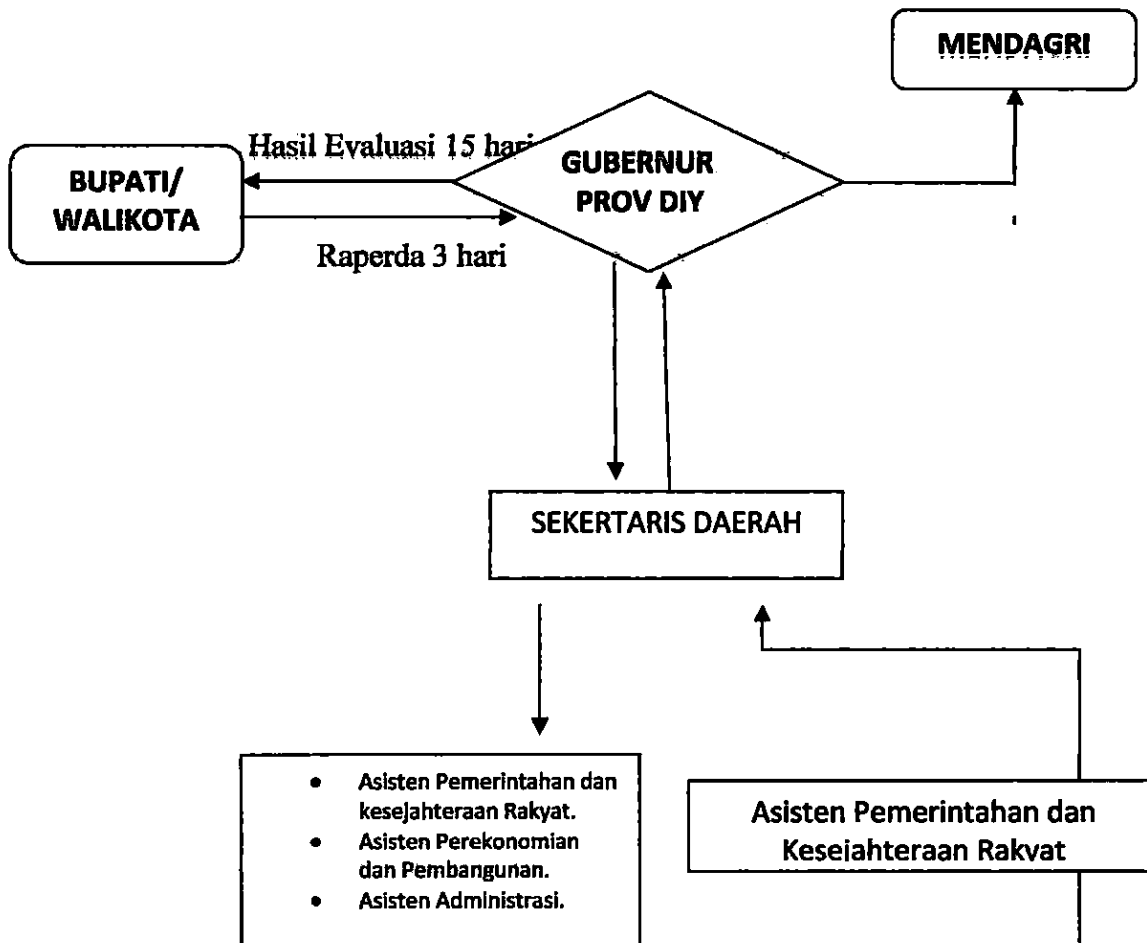 MENDAGRI
Hasil Evaluasi 15 hari
BUPATI/
WALIKOTA
GUBERNUR
PROV DIY
Raperda 3 hari
SEKERTARIS DAERAH
• Asisten Pemerintahan dan
kesejahteraan Rakyat.
• Asisten Perekonomian
dan Pembangunan.
• Asisten Administrasi.
Asisten Pemerintahan dan
Kesejahteraan Rakyat